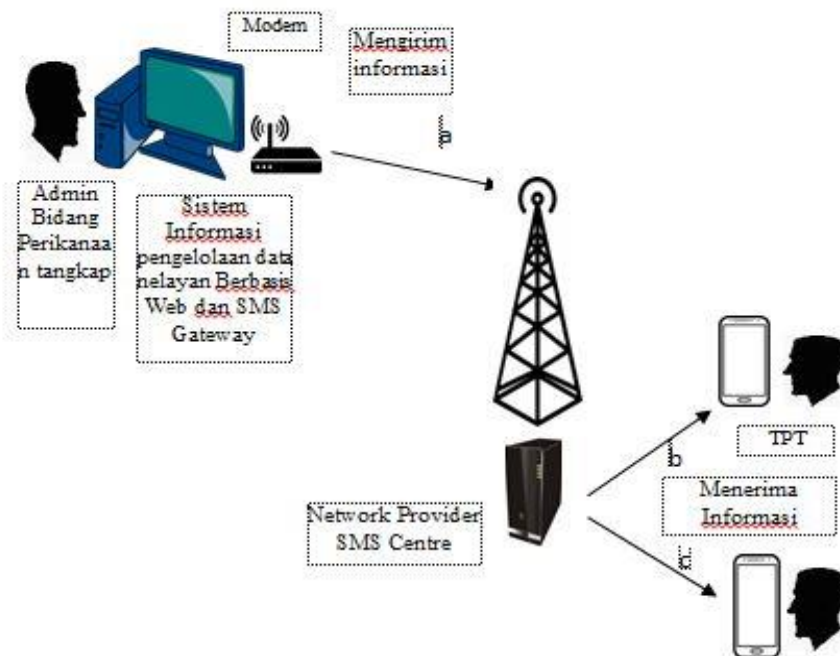 Modem
Mengirim
informasi
a
Admin
Bidang
Perikanaa
n tangkap
Sistem
Informasi
pengelolaan data
nelayan Berbasis
Web dan SMS
Gateway
b
TPT
Menerima
Informasi
Network Provider
SMS Centre